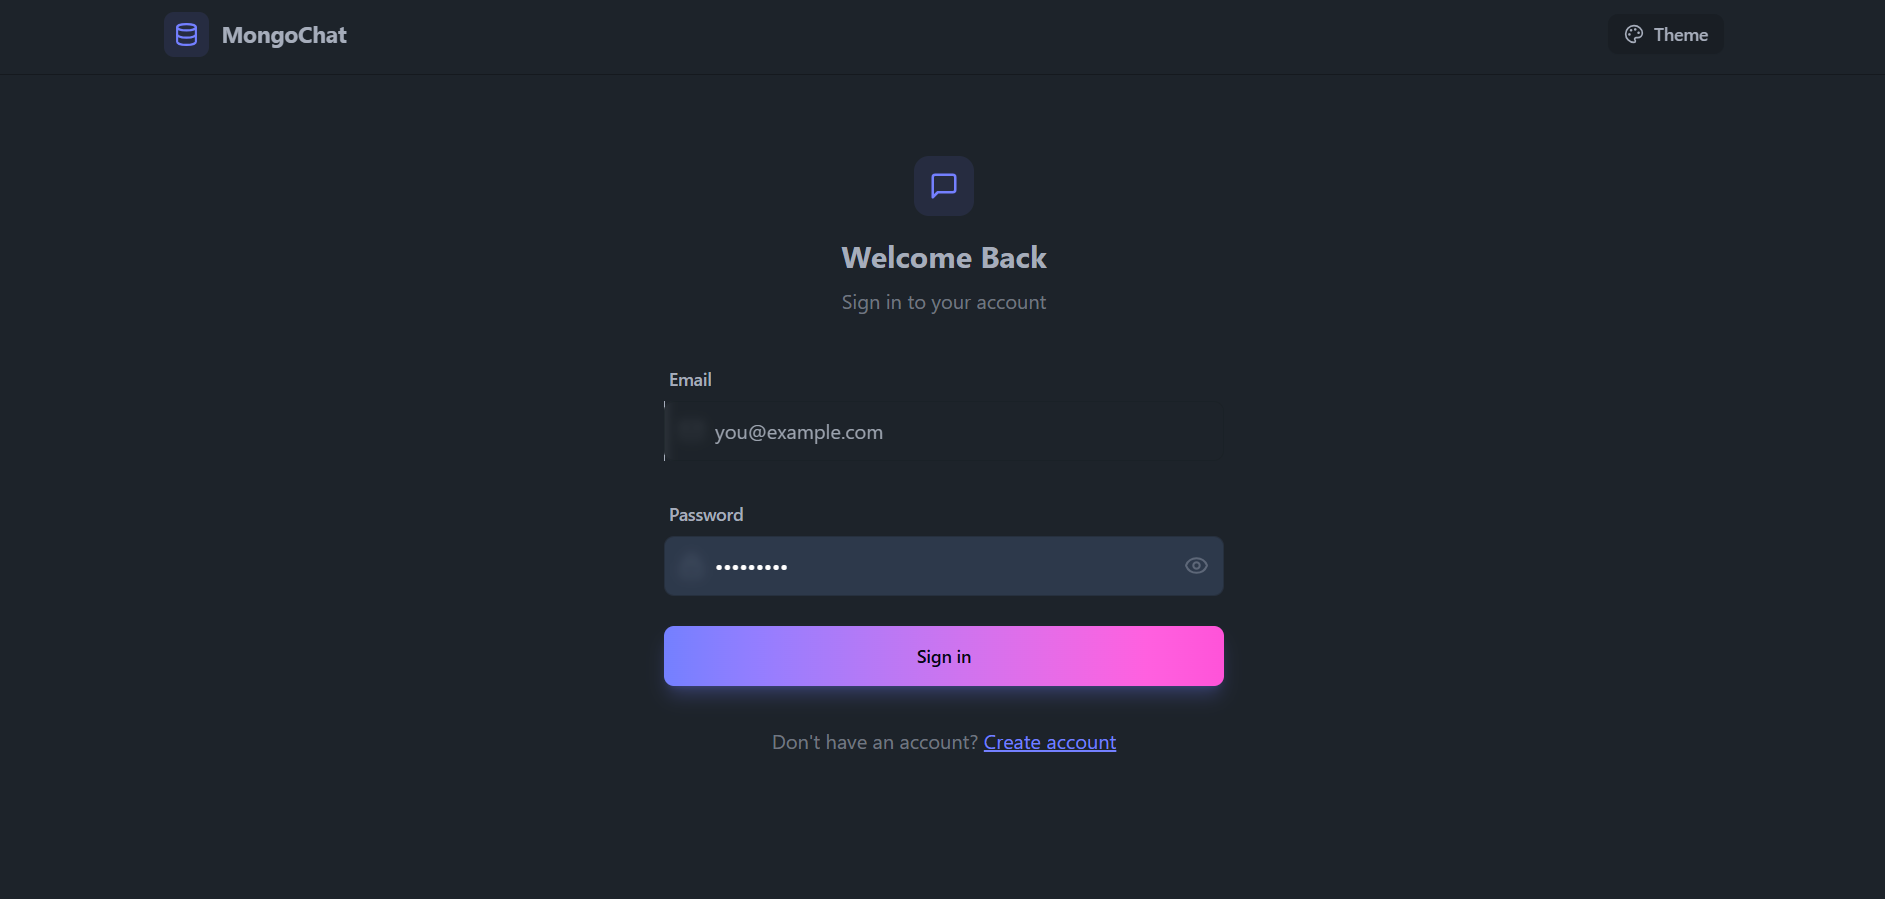 MongoChat
Theme
Welcome Back
Sign in to your account
Email
you@example.com
Password
•••••••••
Sign in
Don't have an account? Create account